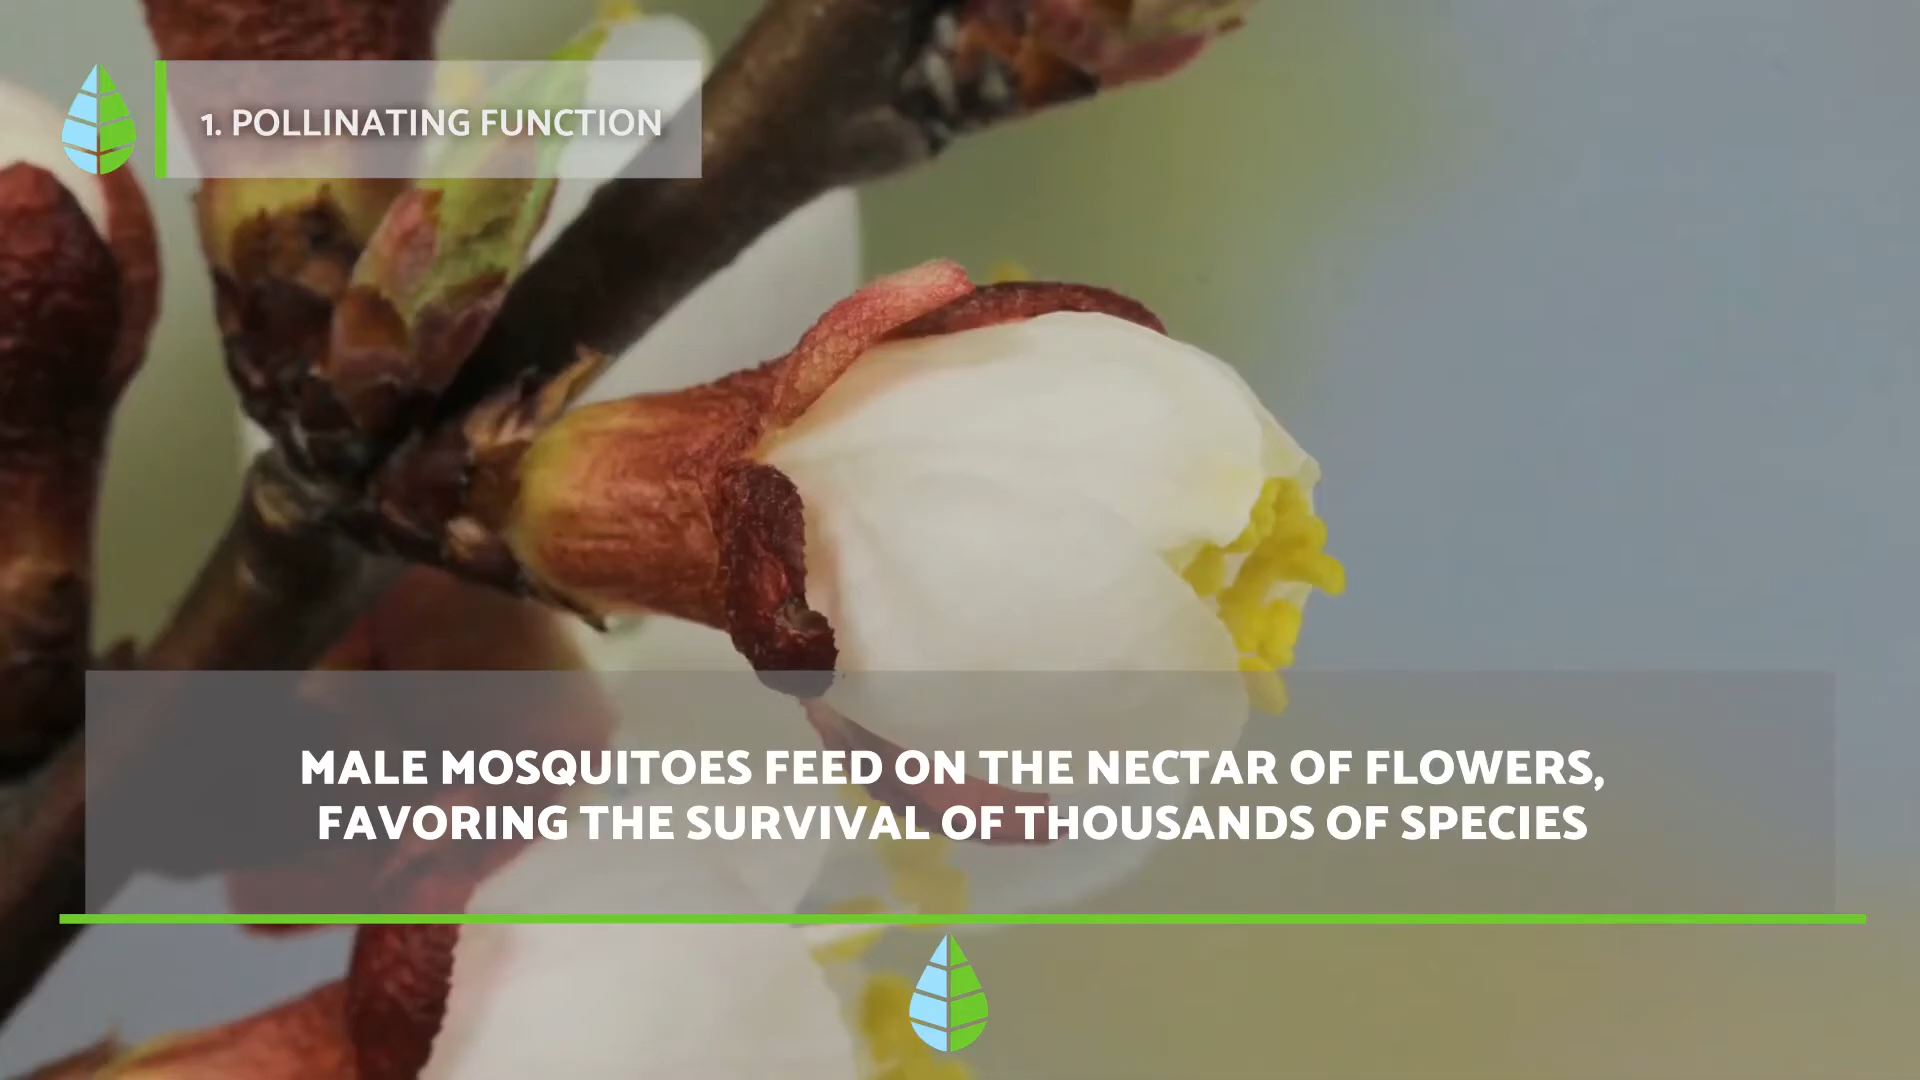 1. POLLINATING FUNCTION
MALE MOSQUITOES FEED ON THE NECTAR OF FLOWERS,
FAVORING THE SURVIVAL OF THOUSANDS OF SPECIES